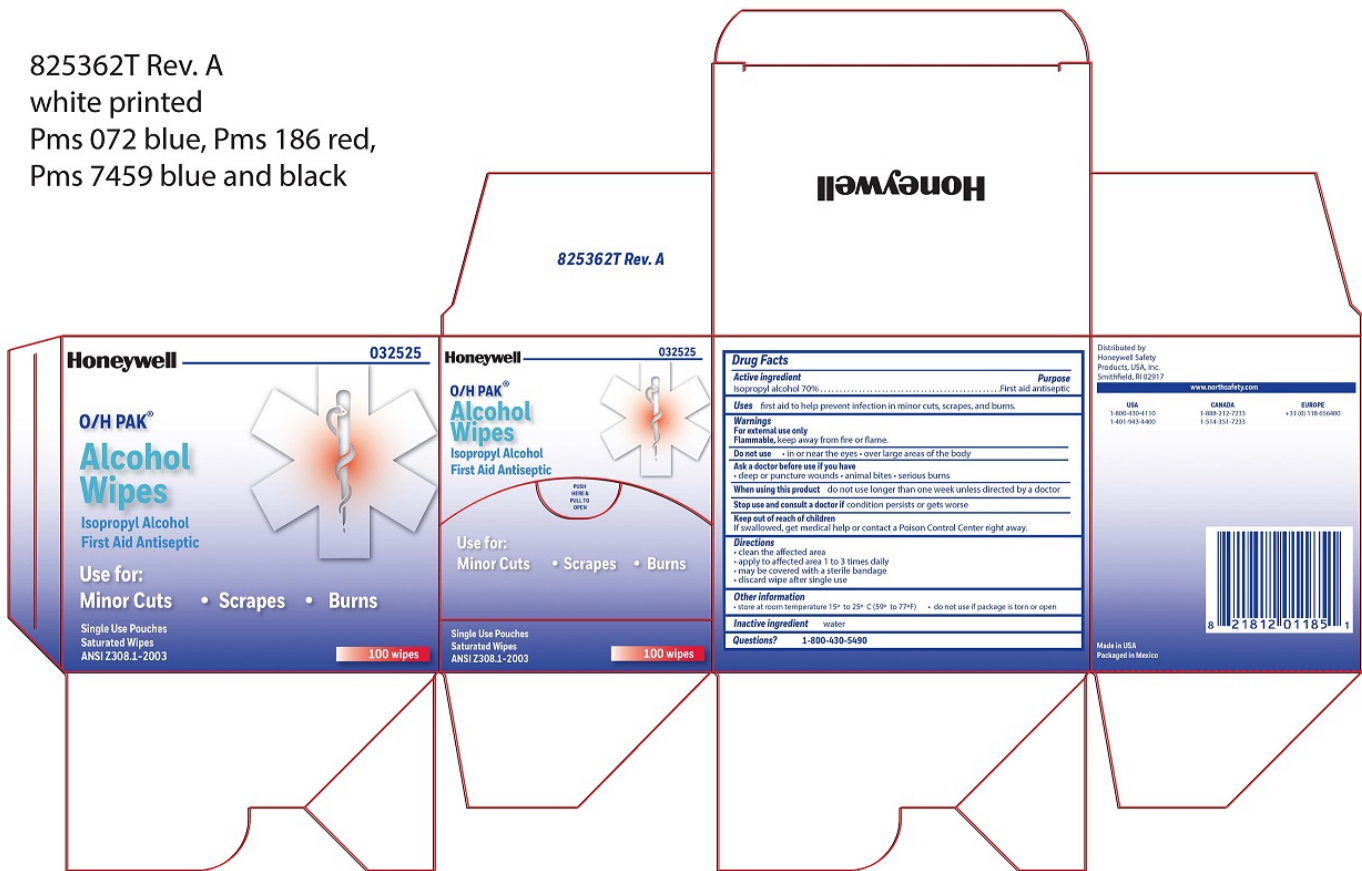 825362T Rev. A
white printed
Pms 072 blue, Pms 186 red,
Pms 7459 blue and black
Honeywell
825362T Rev. A
Honeywell 032525
O/H PAK®
Alcohol
Wipes
Isopropyl Alcohol
First Aid Antiseptic
Use for:
Minor Cuts • Scrapes • Burns
Single Use Pouches
Saturated Wipes
ANSI Z308.1-2003
100 wipes
Honeywell 032525
O/H PAK®
Alcohol
Wipes
Isopropyl Alcohol
First Aid Antiseptic
PUSH
HERE &
PULL TO
OPEN
Use for:
Minor Cuts • Scrapes • Burns
Single Use Pouches
Saturated Wipes
ANSI Z308.1-2003
100 wipes
Drug Facts
Active ingredient Purpose
Isopropyl alcohol 70%......................................................First aid antiseptic
Uses first aid to help prevent infection in minor cuts, scrapes, and burns.
Warnings
For external use only
Flammable, keep away from fire or flame.
Do not use • in or near the eyes • over large areas of the body
Ask a doctor before use if you have
• deep or puncture wounds • animal bites • serious burns
When using this product do not use longer than one week unless directed by a doctor
Stop use and consult a doctor if condition persists or gets worse
Keep out of reach of children
If swallowed, get medical help or contact a Poison Control Center right away.
Directions
• clean the affected area
• apply to affected area 1 to 3 times daily
• may be covered with a sterile bandage
• discard wipe after single use
Other information
• store at room temperature 15° to 25° C (59° to 77°F) • do not use if package is torn or open
Inactive ingredient water
Questions? 1-800-430-5490
Distributed by
Honeywell Safety
Products, USA, Inc.
Smithfield, RI 02917
www.northsafety.com
USA CANADA EUROPE
1-800-430-4110 1-888-212-7233 +31 (0) 118 656400
1-401-943-4400 1-514-351-7233
8 21812 01185 1
Made in USA
Packaged in Mexico